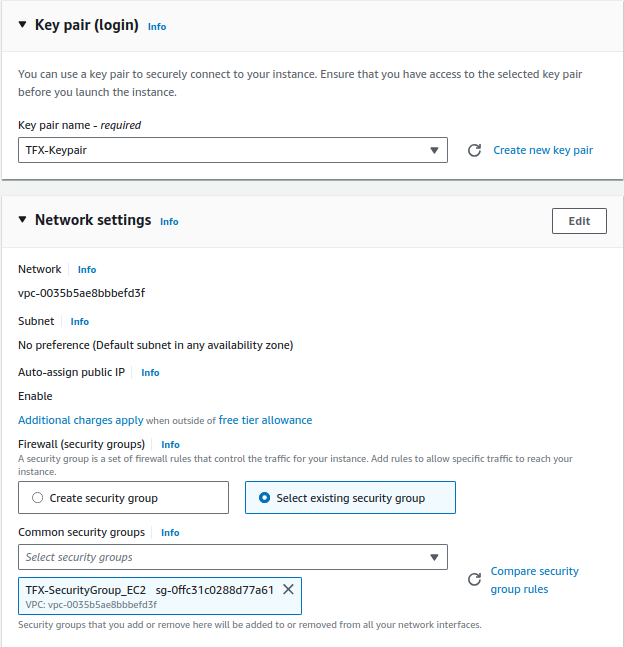 Key pair (login) Info
You can use a key pair to securely connect to your instance. Ensure that you have access to the selected key pair
before you launch the instance.
Key pair name - required
TFX-Keypair
Create new key pair
Network settings Info
Edit
Network Info
vpc-0035b5ae8bbbefd3f
Subnet Info
No preference (Default subnet in any availability zone)
Auto-assign public IP Info
Enable
Additional charges apply when outside of free tier allowance
Firewall (security groups) Info
A security group is a set of firewall rules that control the traffic for your instance. Add rules to allow specific traffic to reach your
instance.
Create security group
Select existing security group
Common security groups Info
Select security groups
Compare security
group rules
TFX-SecurityGroup_EC2 sg-0ffc31c0288d77a61
VPC: vpc-0035b5ae8bbbefd3f
Security groups that you add or remove here will be added to or removed from all your network interfaces.